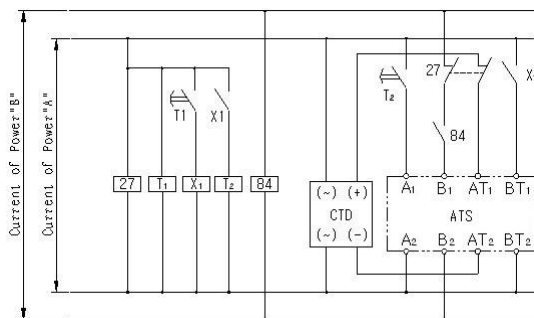 Current of Power "B"
Current of Power "A"
T1
X1
T2
27
84
X
27
T1
X1
T2
84
(~) (+)
CTD
(~) (−)
A1 B1 AT1 BT1
ATS
A2 B2 AT2 BT2